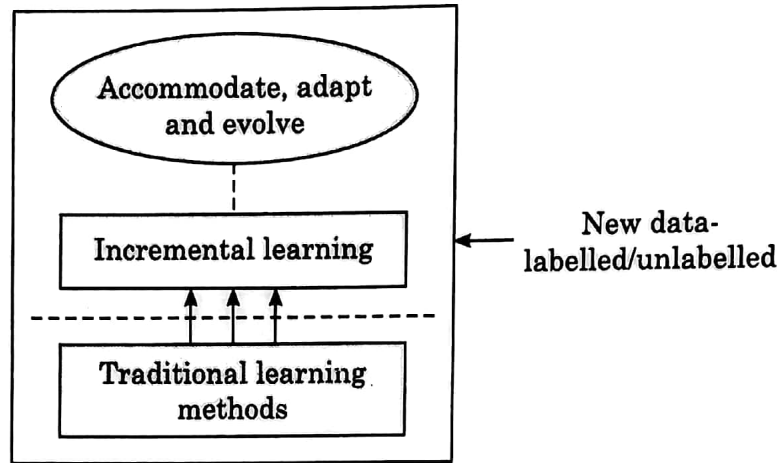 Accommodate, adapt
and evolve
Incremental learning
New data-
labelled/unlabelled
Traditional learning
methods